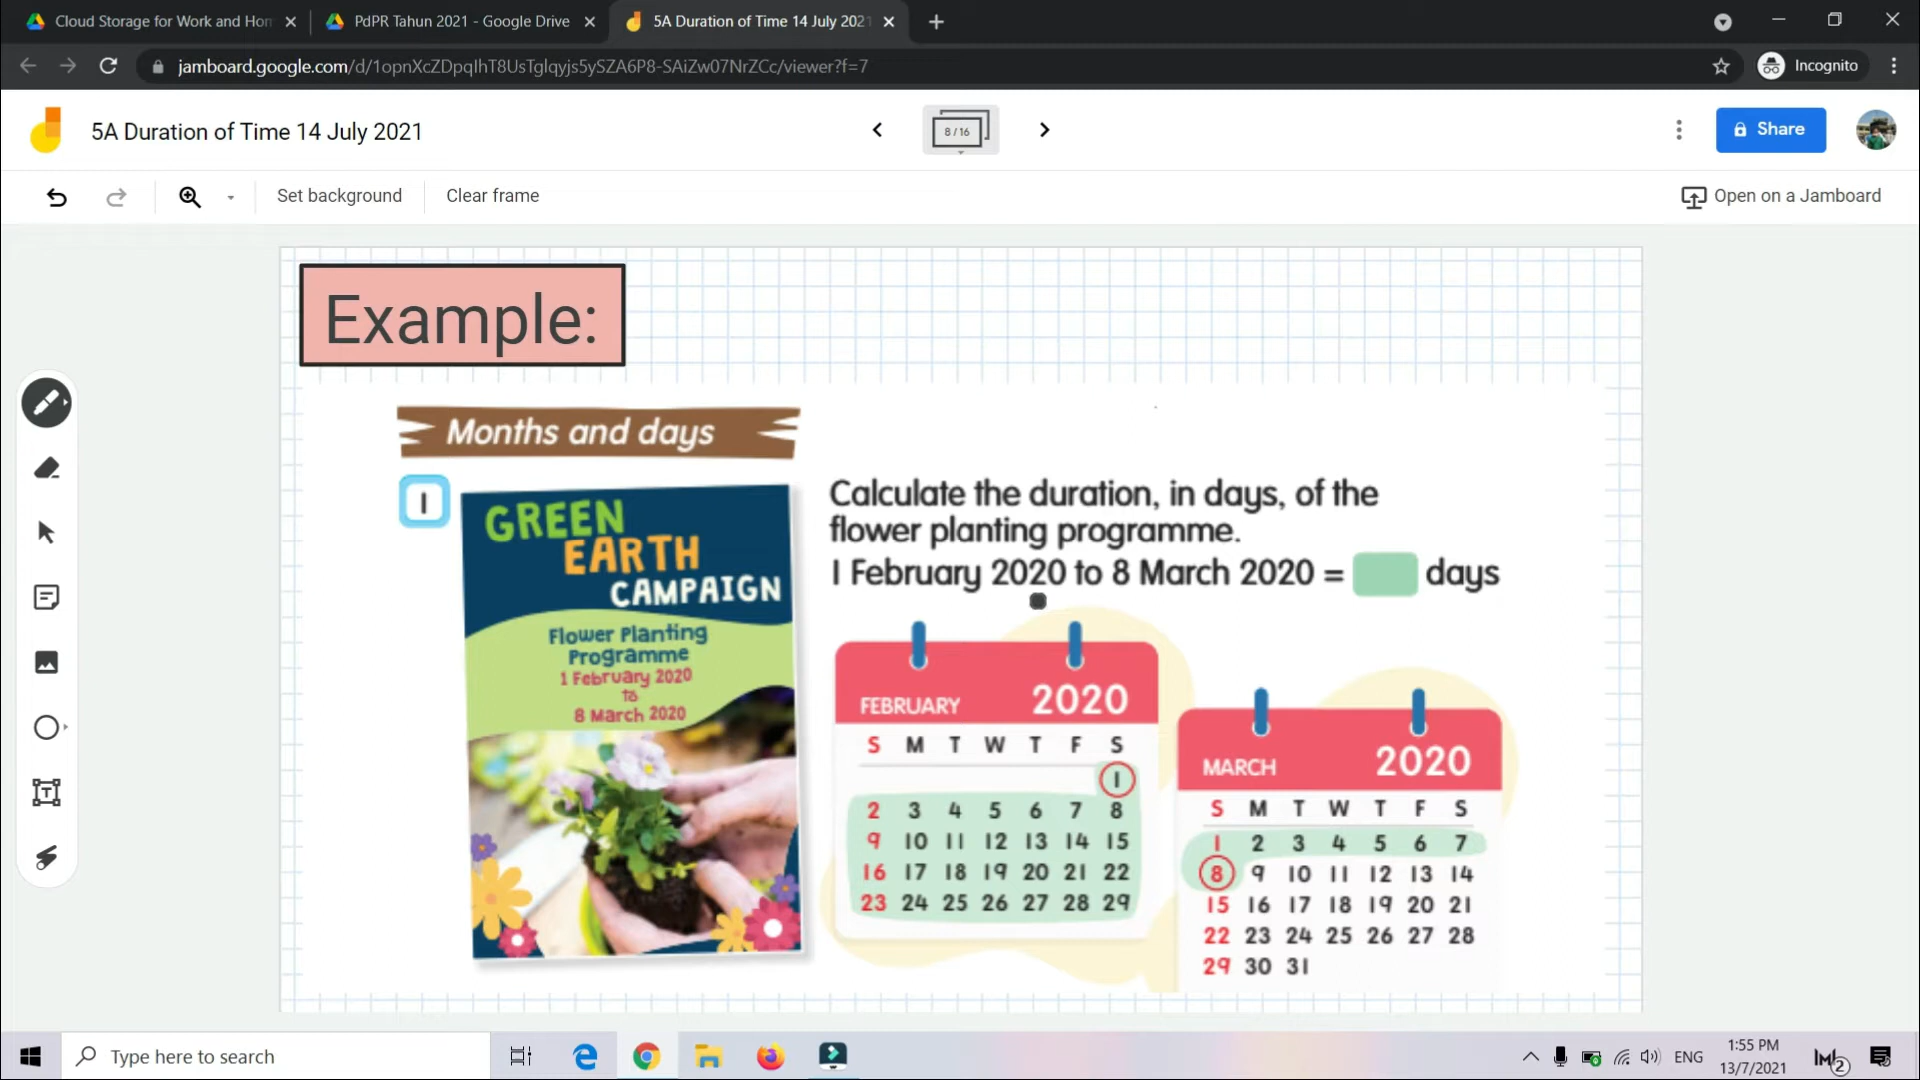 Cloud Storage for Work and Hom
PdPR Tahun 2021 - Google Drive
5A Duration of Time 14 July 2021
jamboard.google.com/d/1opnXcZDpqIhT8UsTglqyjs5ySZA6P8-SAiZw07NrZCc/viewer?f=7
Incognito
5A Duration of Time 14 July 2021
8 / 16
Share
Set background
Clear frame
Open on a Jamboard
Example:
Months and days
1
GREEN
EARTH
CAMPAIGN
Flower Planting
Programme
1 February 2020
to
8 March 2020
Calculate the duration, in days, of the
flower planting programme.
1 February 2020 to 8 March 2020 = days
FEBRUARY 2020
S M T W T F S
1
2 3 4 5 6 7 8
9 10 11 12 13 14 15
16 17 18 19 20 21 22
23 24 25 26 27 28 29
MARCH 2020
S M T W T F S
1 2 3 4 5 6 7
8 9 10 11 12 13 14
15 16 17 18 19 20 21
22 23 24 25 26 27 28
29 30 31
Type here to search
ENG
1:55 PM
13/7/2021
2